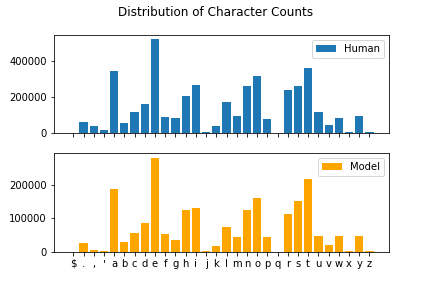 Distribution of Character Counts
400000
200000
0
Human
200000
100000
0
Model
$ . , ' a b c d e f g h i j k l m n o p q r s t u v w x y z